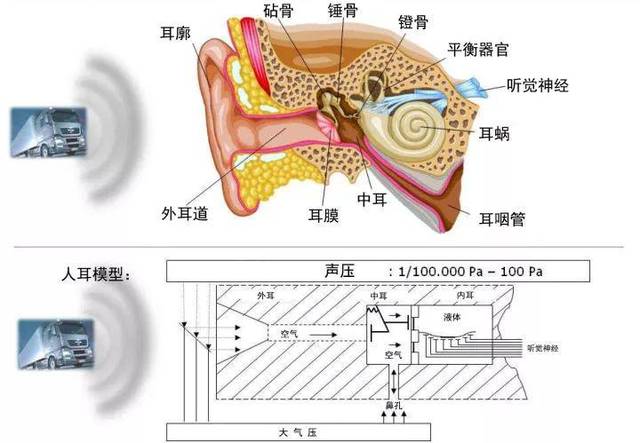 砧骨
锤骨
镫骨
耳廓
平衡器官
听觉神经
耳蜗
外耳道
耳膜
中耳
耳咽管
人耳模型：
声压 : 1/100.000 Pa – 100 Pa
外耳
中耳
内耳
空气
液体
空气
听觉神经
鼻孔
大气压